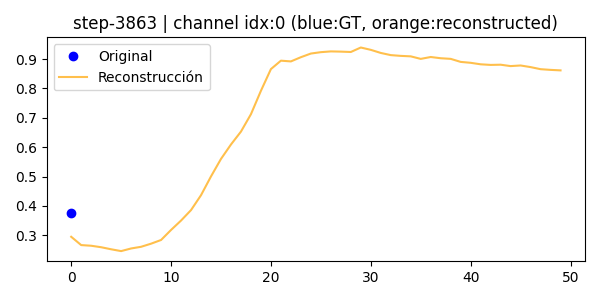 step-3863 | channel idx:0 (blue:GT, orange:reconstructed)
Original
Reconstrucción
0.9
0.8
0.7
0.6
0.5
0.4
0.3
0 10 20 30 40 50